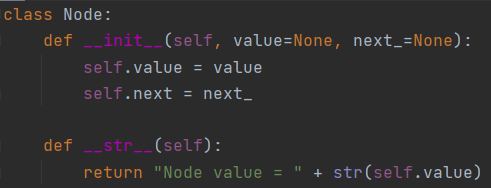 class Node:
    def __init__(self, value=None, next_=None):
        self.value = value
        self.next = next_
    def __str__(self):
        return "Node value = " + str(self.value)